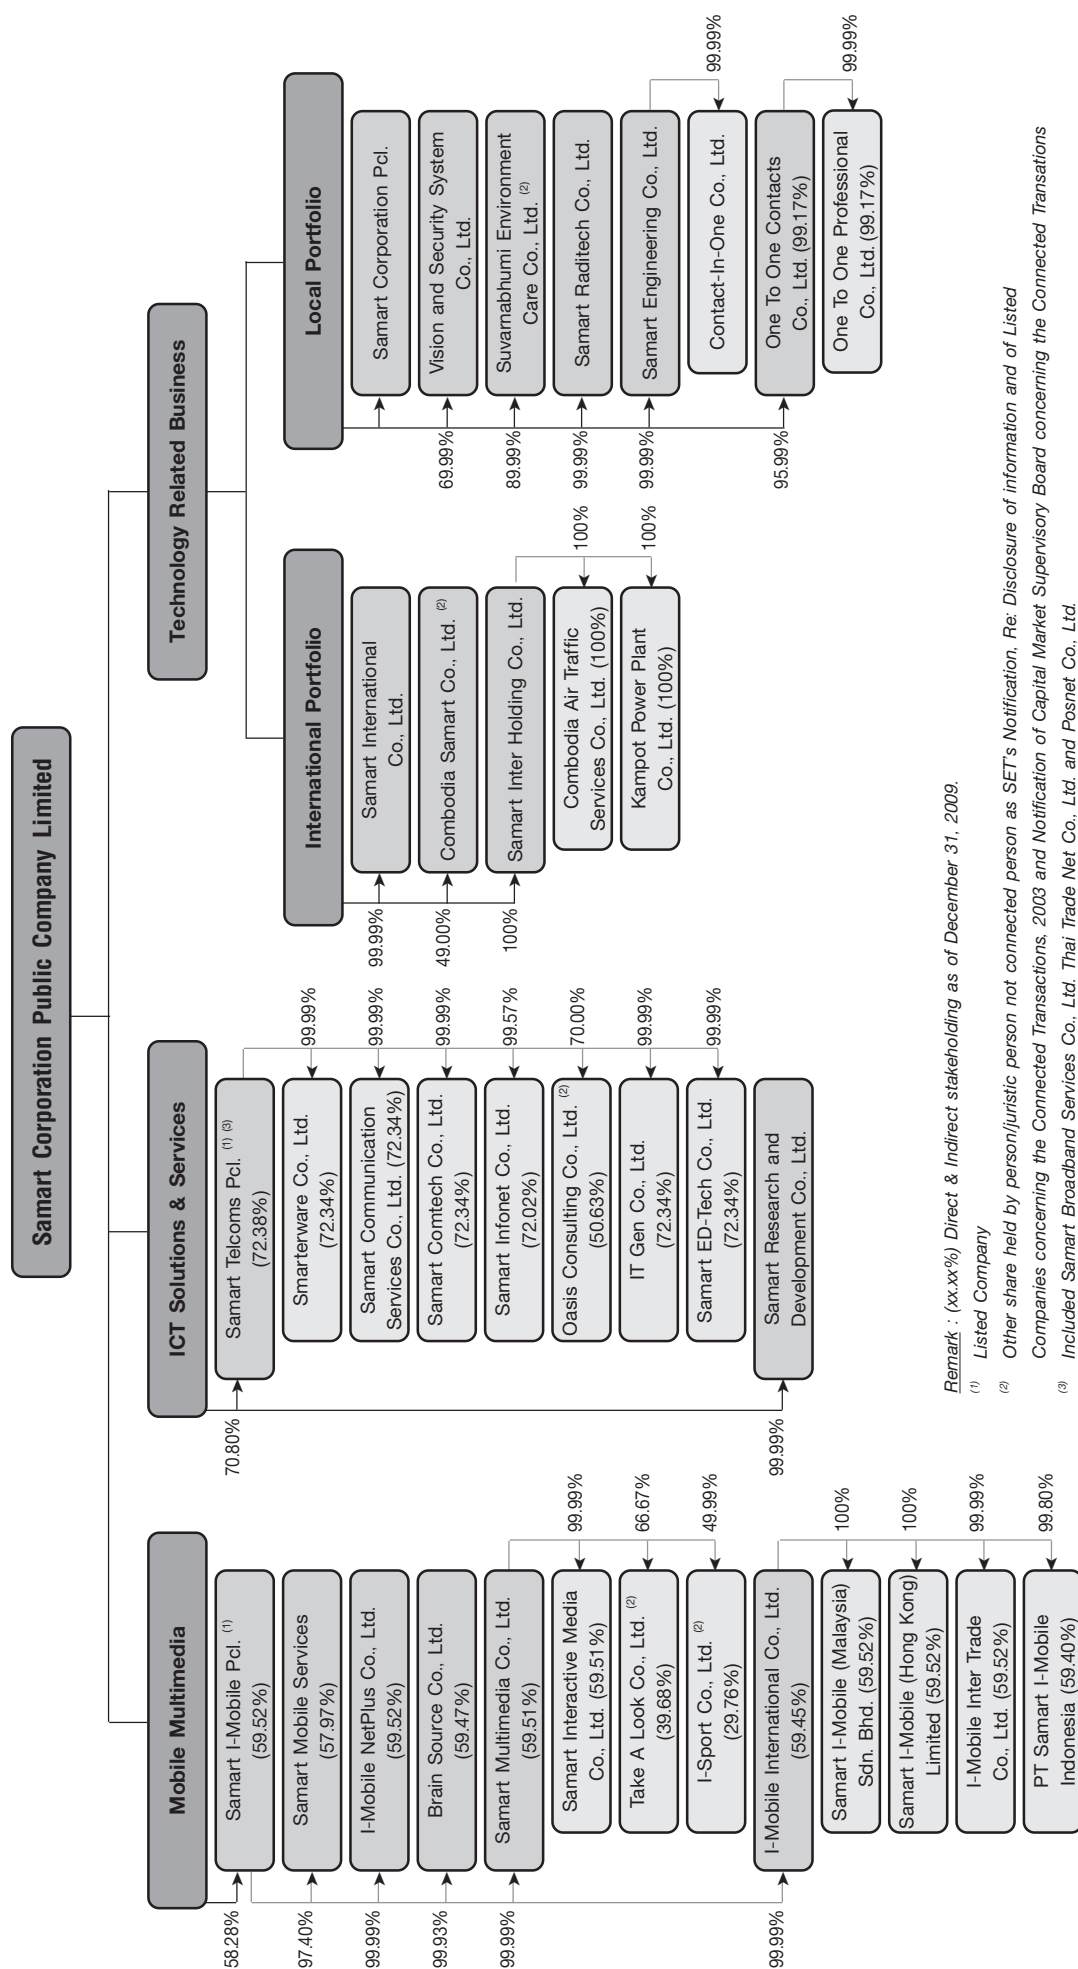 Samart Corporation Public Company Limited
Mobile Multimedia
58.28%
Samart I-Mobile Pcl. (1)
(59.52%)
97.40%
Samart Mobile Services
(57.97%)
99.99%
I-Mobile NetPlus Co., Ltd.
(59.52%)
99.93%
Brain Source Co., Ltd.
(59.47%)
99.99%
Samart Multimedia Co., Ltd.
(59.51%)
Samart Interactive Media
Co., Ltd. (59.51%)
99.99%
Take A Look Co., Ltd. (2)
(39.68%)
66.67%
I-Sport Co., Ltd. (2)
(29.76%)
49.99%
99.99%
I-Mobile International Co., Ltd.
(59.45%)
Samart I-Mobile (Malaysia)
Sdn. Bhd. (59.52%)
100%
Samart I-Mobile (Hong Kong)
Limited (59.52%)
100%
I-Mobile Inter Trade
Co., Ltd. (59.52%)
99.99%
PT Samart I-Mobile
Indonesia (59.40%)
99.80%
ICT Solutions & Services
70.80%
Samart Telcoms Pcl. (1) (3)
(72.38%)
Smarterware Co., Ltd.
(72.34%)
99.99%
Samart Communication
Services Co., Ltd. (72.34%)
99.99%
Samart Comtech Co., Ltd.
(72.34%)
99.99%
Samart Infonet Co., Ltd.
(72.02%)
99.57%
Oasis Consulting Co., Ltd. (2)
(50.63%)
70.00%
IT Gen Co., Ltd.
(72.34%)
99.99%
Samart ED-Tech Co., Ltd.
(72.34%)
99.99%
99.99%
Samart Research and
Development Co., Ltd.
Technology Related Business
International Portfolio
99.99%
Samart International
Co., Ltd.
49.00%
Combodia Samart Co., Ltd. (2)
100%
Samart Inter Holding Co., Ltd.
Combodia Air Traffic
Services Co., Ltd. (100%)
100%
Kampot Power Plant
Co., Ltd. (100%)
100%
Local Portfolio
Samart Corporation Pcl.
69.99%
Vision and Security System
Co., Ltd.
89.99%
Suvarnabhumi Environment
Care Co., Ltd. (2)
99.99%
Samart Raditech Co., Ltd.
99.99%
Samart Engineering Co., Ltd.
Contact-In-One Co., Ltd.
99.99%
95.99%
One To One Contacts
Co., Ltd. (99.17%)
One To One Professional
Co., Ltd. (99.17%)
99.99%
Remark : (xx.xx%) Direct & Indirect stakeholding as of December 31, 2009.
(1) Listed Company
(2) Other share held by person/juristic person not connected person as SET's Notification, Re: Disclosure of information and of Listed
Companies concerning the Connected Transactions, 2003 and Notification of Capital Market Supervisory Board concerning the Connected Transations
(3) Included Samart Broadband Services Co., Ltd. Thai Trade Net Co., Ltd. and Posnet Co., Ltd.